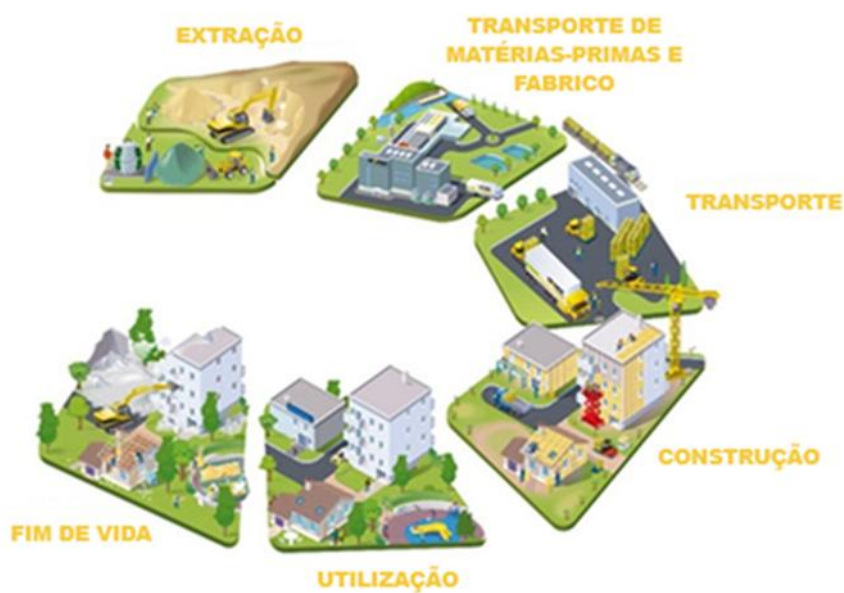 EXTRAÇÃO
TRANSPORTE DE
MATÉRIAS-PRIMAS E
FABRICO
TRANSPORTE
CONSTRUÇÃO
UTILIZAÇÃO
FIM DE VIDA